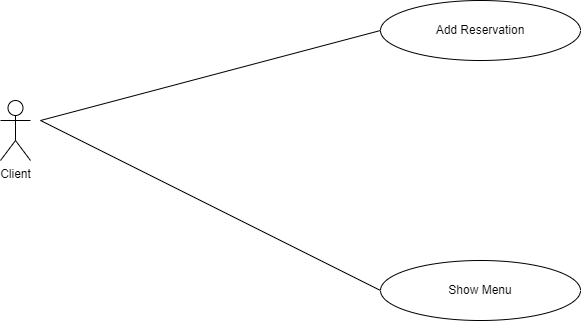 Add Reservation
Client
Show Menu